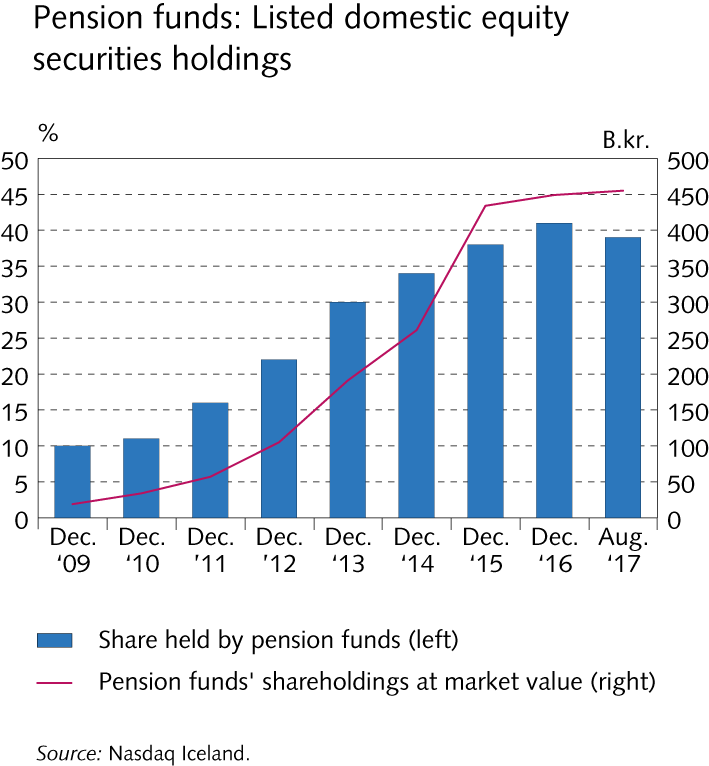 Pension funds: Listed domestic equity
securities holdings
% B.kr.
50 500
45 450
40 400
35 350
30 300
25 250
20 200
15 150
10 100
5 50
0 0
Dec. Dec. Dec. Dec. Dec. Dec. Dec. Dec. Aug.
‘09 ‘10 ’11 ’12 ‘13 ‘14 ‘15 ‘16 ‘17
Share held by pension funds (left)
Pension funds' shareholdings at market value (right)
Source: Nasdaq Iceland.